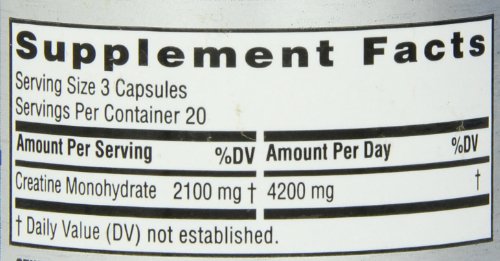 Supplement Facts
Serving Size 3 Capsules
Servings Per Container 20
Amount Per Serving %DV Amount Per Day %DV
Creatine Monohydrate 2100 mg † 4200 mg †
† Daily Value (DV) not established.